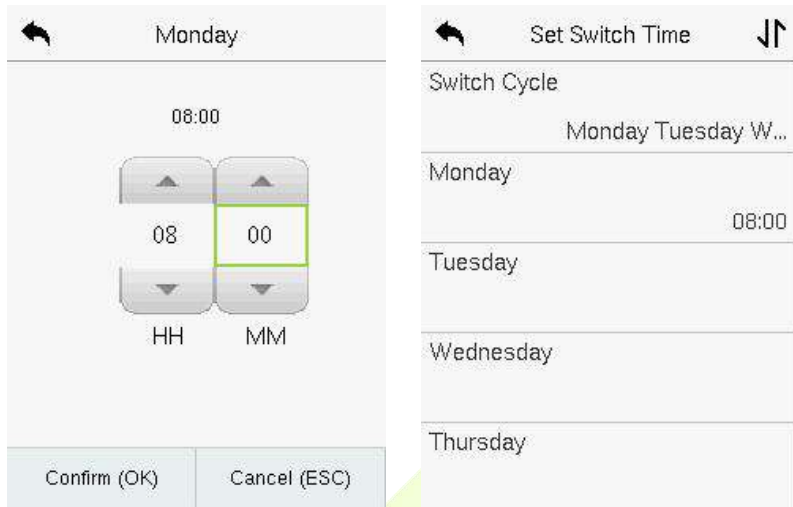 Monday
08:00
08 00
HH MM
Confirm (OK) Cancel (ESC)
Set Switch Time
Switch Cycle
Monday Tuesday W...
Monday
08:00
Tuesday
Wednesday
Thursday